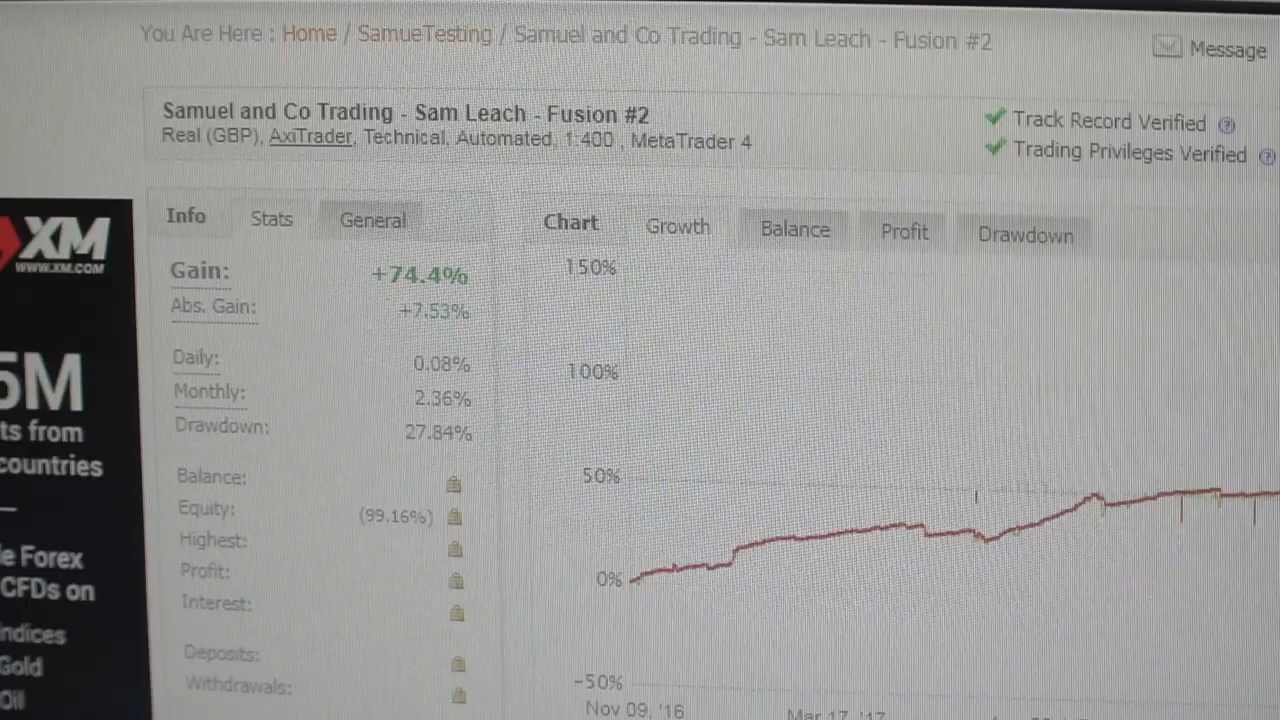 You Are Here : Home / SamueTesting / Samuel and Co Trading - Sam Leach - Fusion #2
Message
Samuel and Co Trading - Sam Leach - Fusion #2
Real (GBP), AxiTrader, Technical, Automated, 1:400 , MetaTrader 4
Track Record Verified ?
Trading Privileges Verified ?
XM
WWW.XM.COM
5M
ts from
countries
e Forex
CFDs on
Indices
Gold
Oil
Info Stats General
Gain: +74.4%
Abs. Gain: +7.53%
Daily: 0.08%
Monthly: 2.36%
Drawdown: 27.84%
Balance:
Equity: (99.16%)
Highest:
Profit:
Interest:
Deposits:
Withdrawals:
Chart Growth Balance Profit Drawdown
150%
100%
50%
0%
-50%
Nov 09, '16 Mar 17, '17